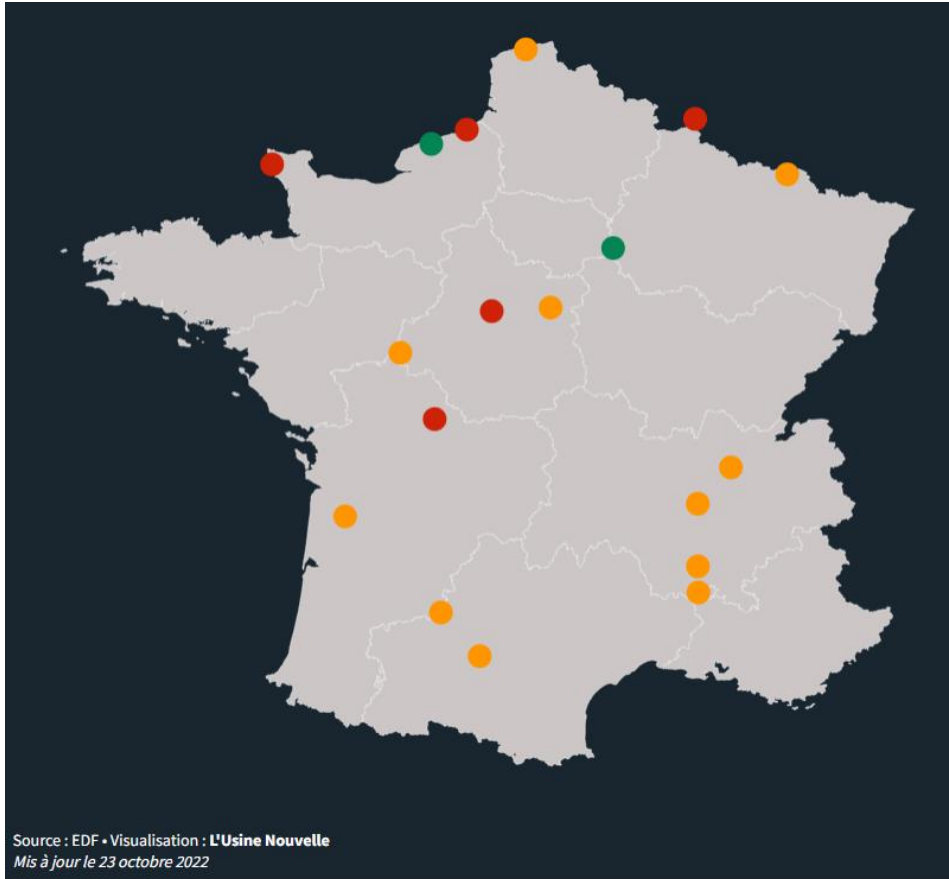 Source : EDF • Visualisation : L'Usine Nouvelle
Mis à jour le 23 octobre 2022